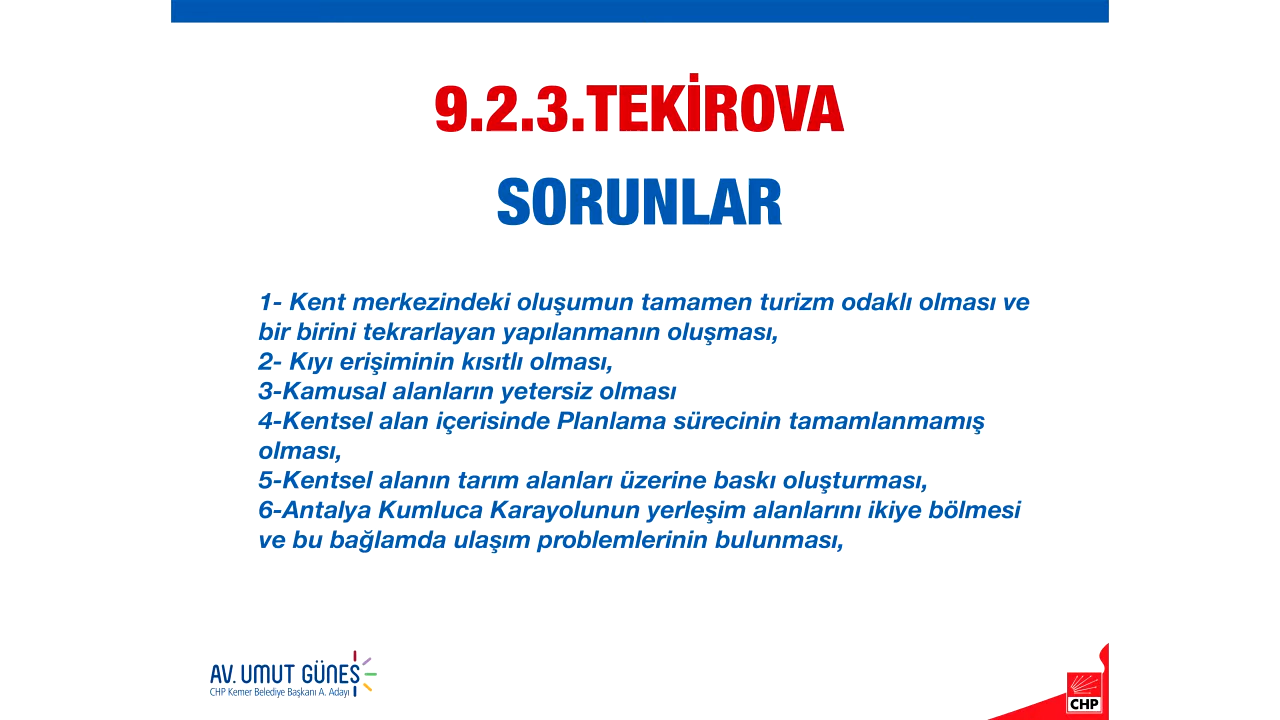 9.2.3.TEKİROVA
SORUNLAR
1- Kent merkezindeki oluşumun tamamen turizm odaklı olması ve
bir birini tekrarlayan yapılanmanın oluşması,
2- Kıyı erişiminin kısıtlı olması,
3-Kamusal alanların yetersiz olması
4-Kentsel alan içerisinde Planlama sürecinin tamamlanmamış
olması,
5-Kentsel alanın tarım alanları üzerine baskı oluşturması,
6-Antalya Kumluca Karayolunun yerleşim alanlarını ikiye bölmesi
ve bu bağlamda ulaşım problemlerinin bulunması,
AV. UMUT GÜNEŞ
CHP Kemer Belediye Başkanı A. Adayı
CHP